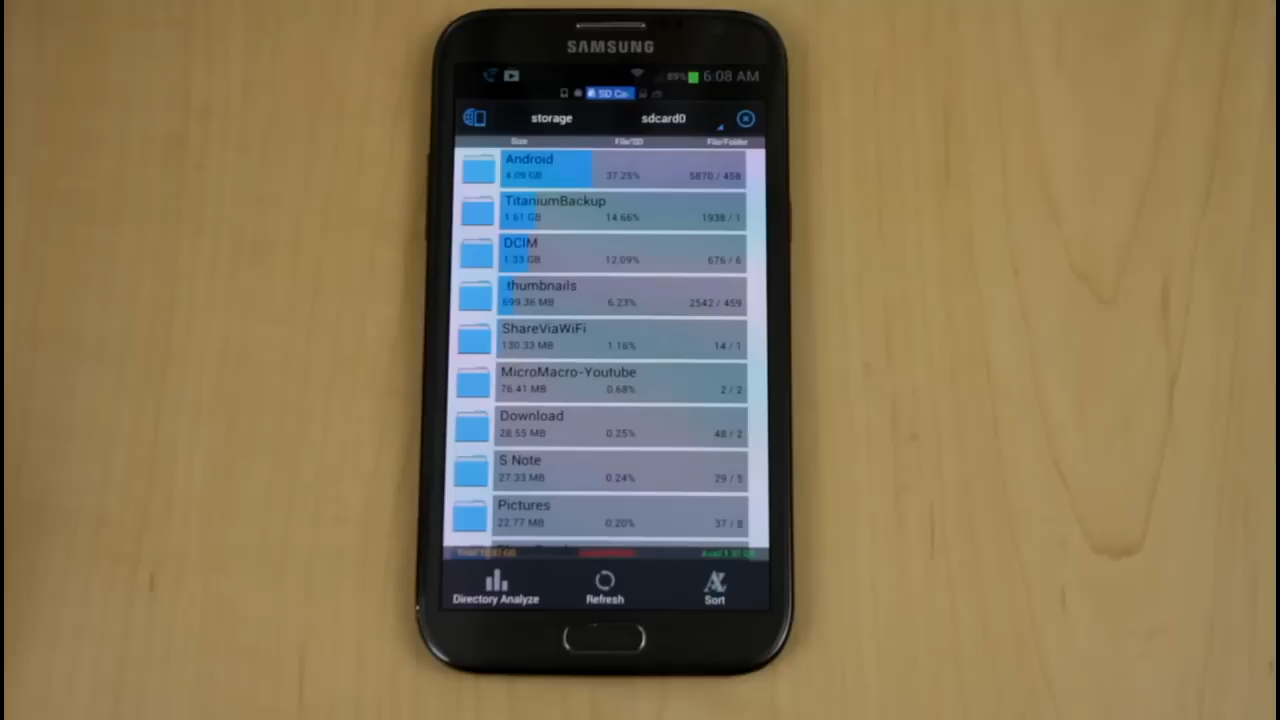 SAMSUNG
89% 6:08 AM
SD Ca
storage sdcard0
Size File/SD File/Folder
Android
4.09 GB 37.25% 5870 / 458
TitaniumBackup
1.61 GB 14.66% 1938 / 1
DCIM
1.33 GB 12.09% 676 / 6
.thumbnails
699.36 MB 6.23% 2542 / 459
ShareViaWiFi
130.33 MB 1.16% 14 / 1
MicroMacro-Youtube
76.41 MB 0.68% 2 / 2
Download
28.55 MB 0.25% 48 / 2
S Note
27.33 MB 0.24% 29 / 5
Pictures
22.77 MB 0.20% 37 / 8
Directory Analyze Refresh Sort